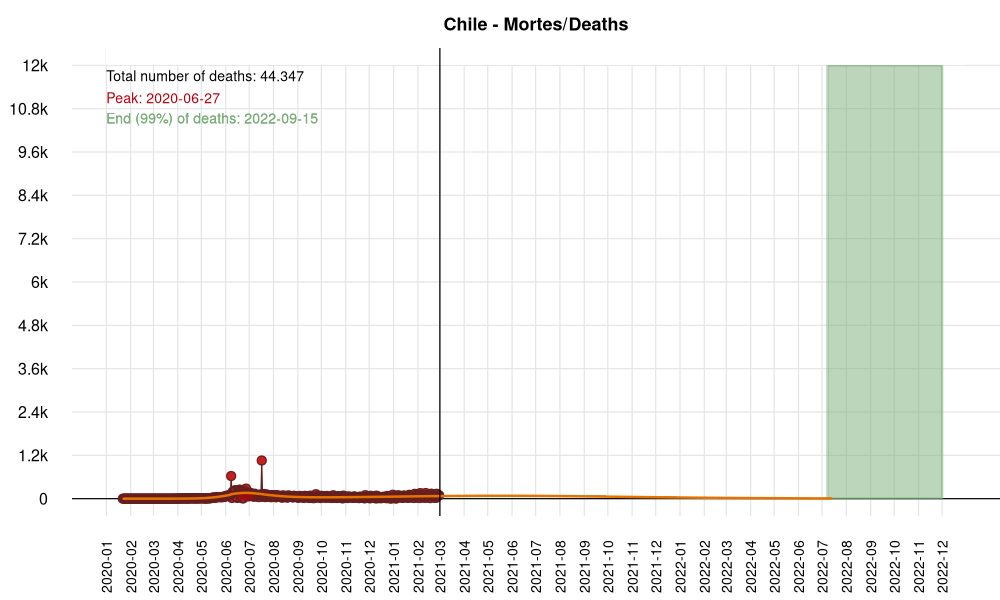 Chile - Mortes/Deaths
Total number of deaths: 44.347
Peak: 2020-06-27
End (99%) of deaths: 2022-09-15
12k
10.8k
9.6k
8.4k
7.2k
6k
4.8k
3.6k
2.4k
1.2k
0
2020-01
2020-02
2020-03
2020-04
2020-05
2020-06
2020-07
2020-08
2020-09
2020-10
2020-11
2020-12
2021-01
2021-02
2021-03
2021-04
2021-05
2021-06
2021-07
2021-08
2021-09
2021-10
2021-11
2021-12
2022-01
2022-02
2022-03
2022-04
2022-05
2022-06
2022-07
2022-08
2022-09
2022-10
2022-11
2022-12